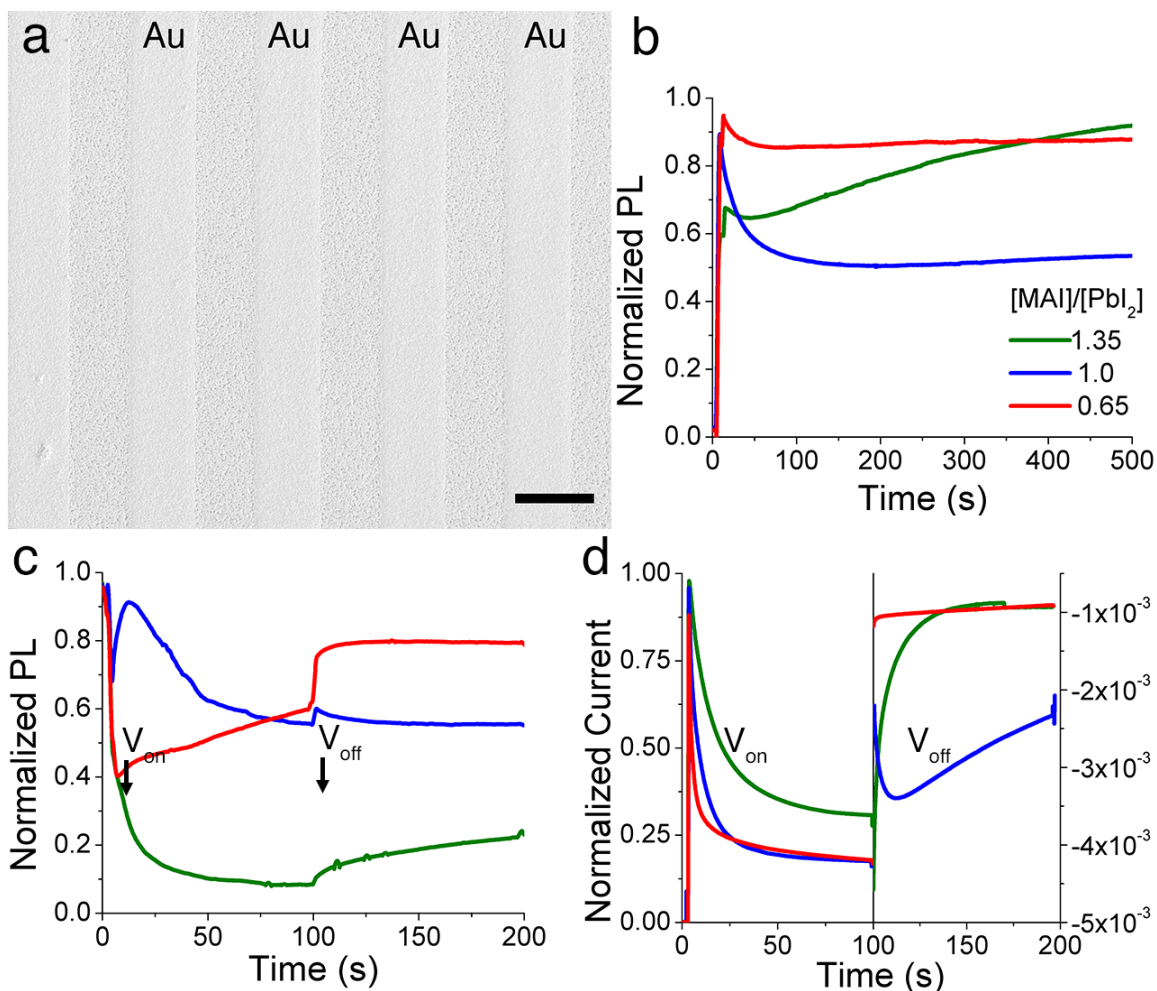 a
Au Au Au Au
b
Normalized PL
1.0
0.8
0.6
0.4
0.2
0.0
[MAI]/[PbI₂]
1.35
1.0
0.65
0 100 200 300 400 500
Time (s)
c
Normalized PL
1.0
0.8
0.6
0.4
0.2
0.0
Von
Voff
0 50 100 150 200
Time (s)
d
Normalized Current
1.00
0.75
0.50
0.25
0.00
Von
Voff
-1x10⁻³
-2x10⁻³
-3x10⁻³
-4x10⁻³
-5x10⁻³
0 50 100 150 200
Time (s)